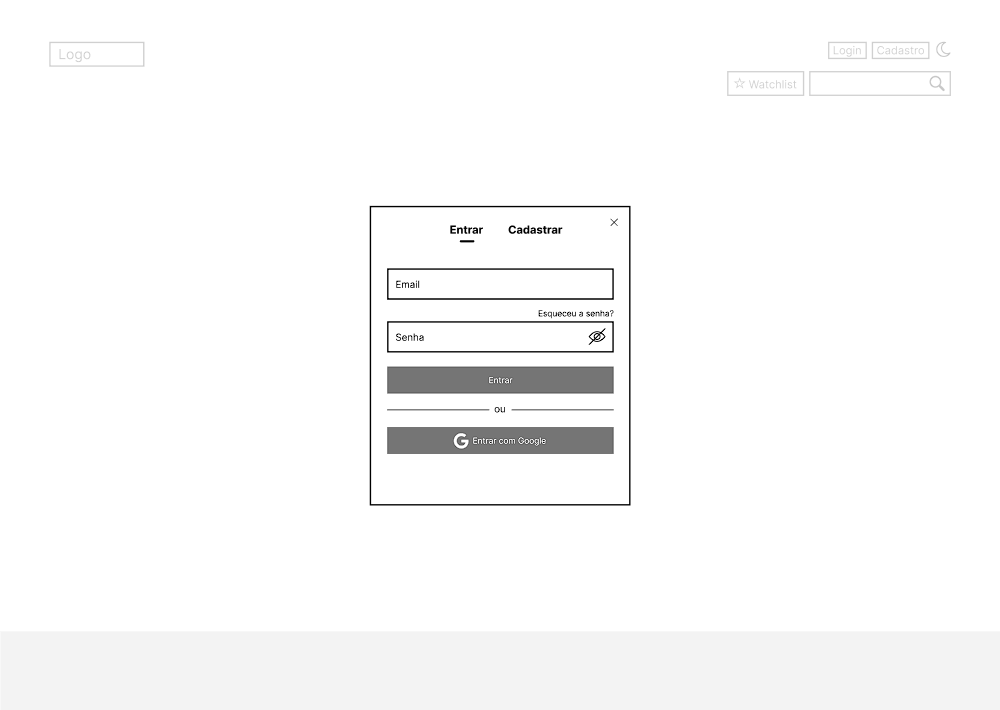 Logo
Login Cadastro
Watchlist
Entrar Cadastrar
Email
Esqueceu a senha?
Senha
Entrar
ou
Entrar com Google